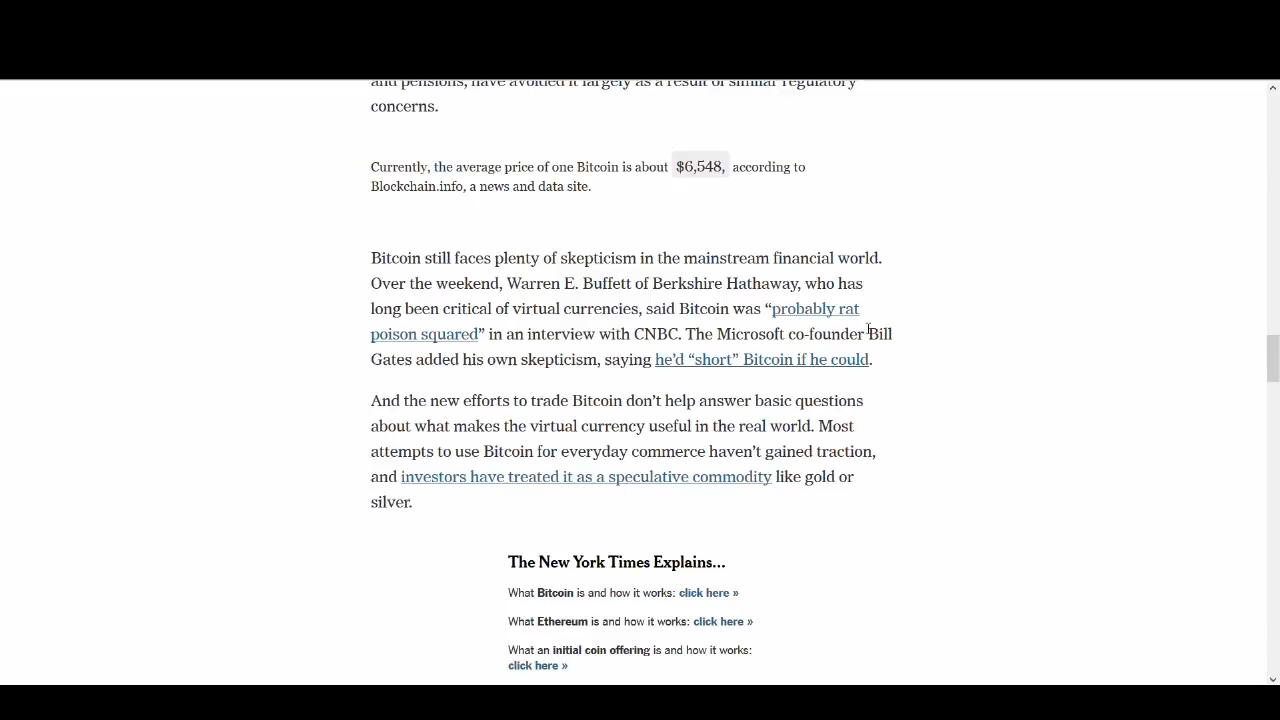 and pensions, have avoided it largely as a result of similar regulatory
concerns.
Currently, the average price of one Bitcoin is about $6,548, according to
Blockchain.info, a news and data site.
Bitcoin still faces plenty of skepticism in the mainstream financial world.
Over the weekend, Warren E. Buffett of Berkshire Hathaway, who has
long been critical of virtual currencies, said Bitcoin was “probably rat
poison squared” in an interview with CNBC. The Microsoft co-founder Bill
Gates added his own skepticism, saying he’d “short” Bitcoin if he could.
And the new efforts to trade Bitcoin don’t help answer basic questions
about what makes the virtual currency useful in the real world. Most
attempts to use Bitcoin for everyday commerce haven’t gained traction,
and investors have treated it as a speculative commodity like gold or
silver.
The New York Times Explains...
What Bitcoin is and how it works: click here »
What Ethereum is and how it works: click here »
What an initial coin offering is and how it works:
click here »